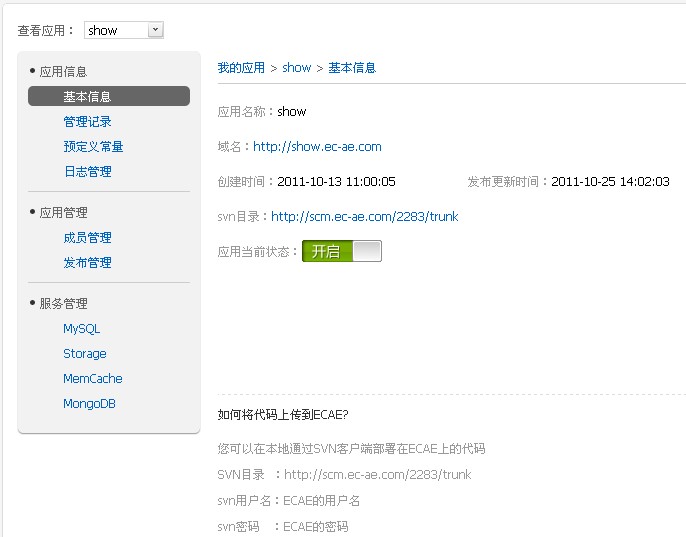 查看应用： show
应用信息
基本信息
管理记录
预定义常量
日志管理
应用管理
成员管理
发布管理
服务管理
MySQL
Storage
MemCache
MongoDB
我的应用 > show > 基本信息
应用名称：show
域名：http://show.ec-ae.com
创建时间：2011-10-13 11:00:05 发布更新时间：2011-10-25 14:02:03
svn目录：http://scm.ec-ae.com/2283/trunk
应用当前状态：开启
如何将代码上传到ECAE?
您可以在本地通过SVN客户端部署在ECAE上的代码
SVN目录 ：http://scm.ec-ae.com/2283/trunk
svn用户名：ECAE的用户名
svn密码 ：ECAE的密码